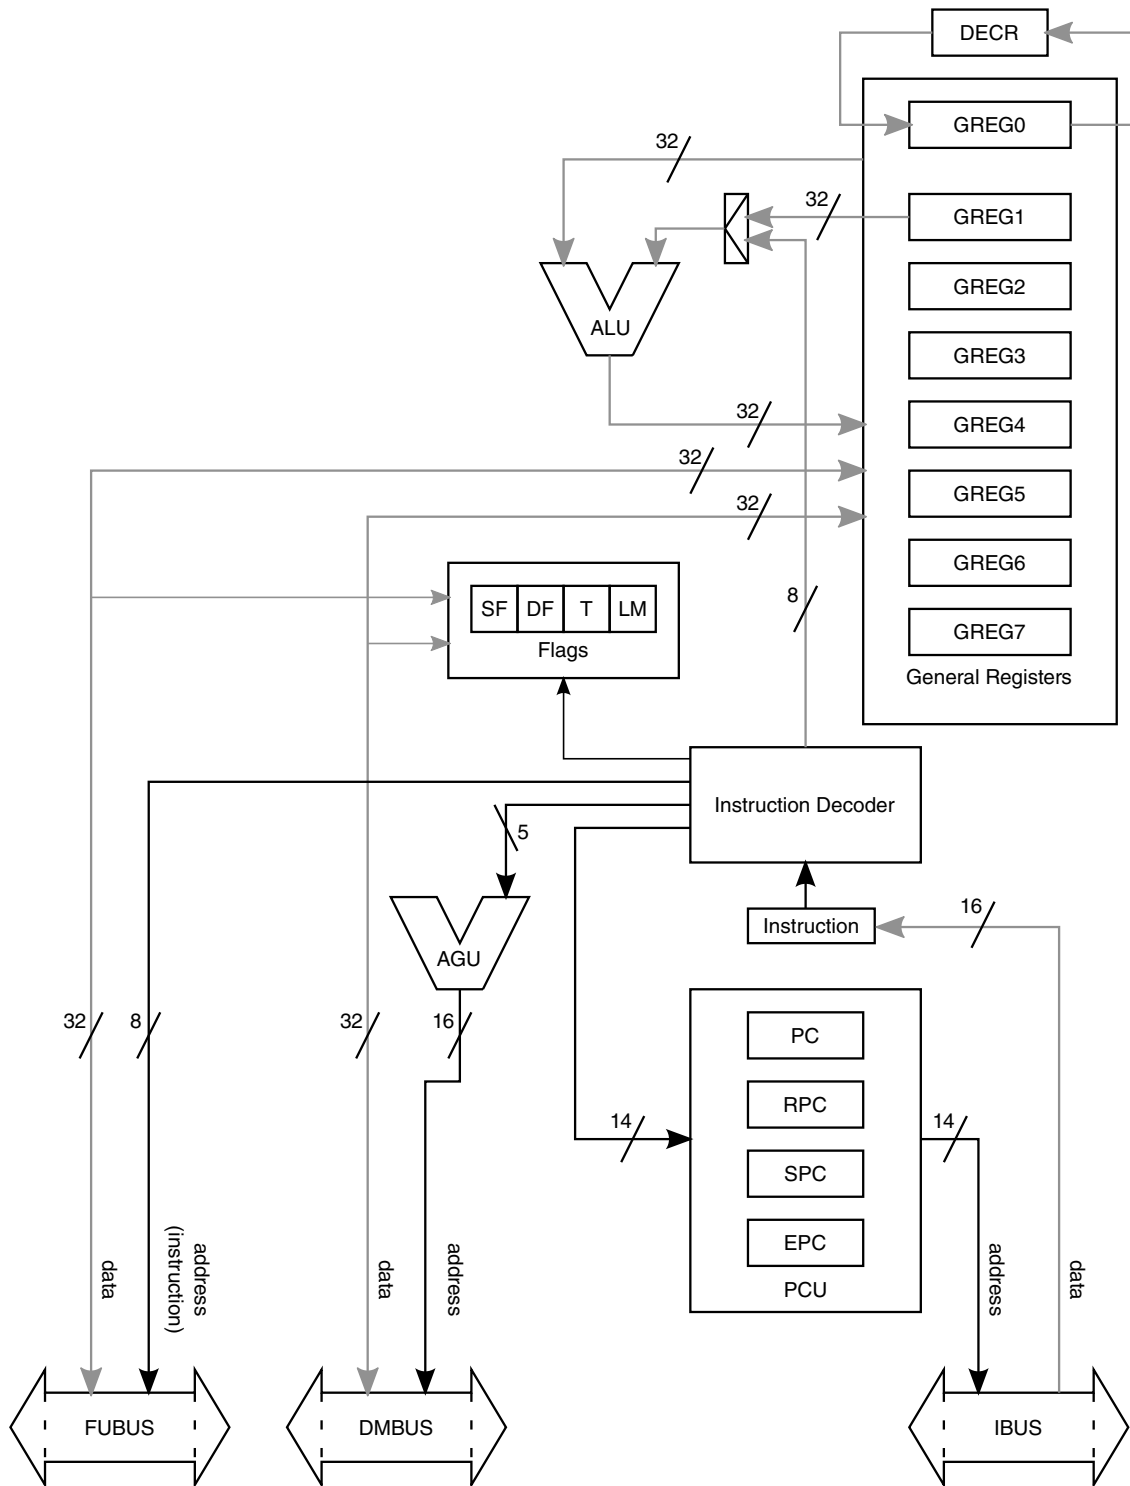 DECR
GREG0
32
32
GREG1
GREG2
ALU
GREG3
32
GREG4
32
GREG5
32
GREG6
8
SF DF T LM
GREG7
Flags
General Registers
Instruction Decoder
5
Instruction
16
AGU
32
8
32
16
PC
RPC
14
14
SPC
EPC
PCU
data
address
(instruction)
data
address
address
data
FUBUS
DMBUS
IBUS